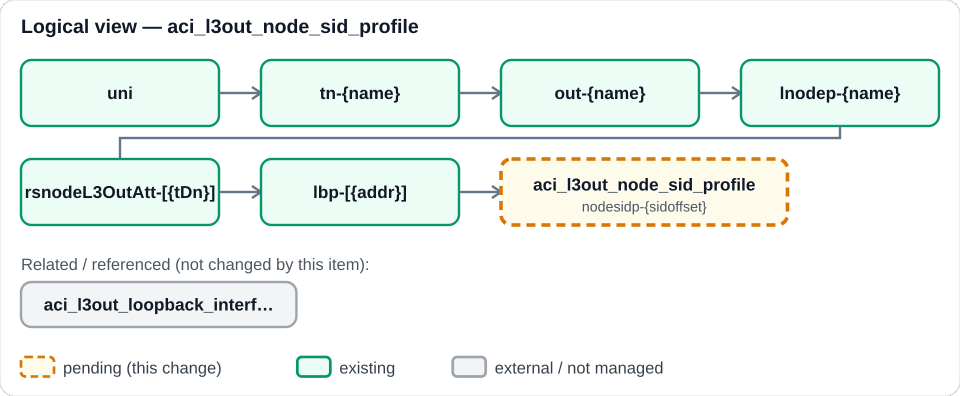 Logical view — aci_l3out_node_sid_profile
uni
tn-{name}
out-{name}
lnodep-{name}
rsnodeL3OutAtt-[{tDn}]
lbp-[{addr}]
aci_l3out_node_sid_profile
nodesidp-{sidoffset}
Related / referenced (not changed by this item):
aci_l3out_loopback_interf…
pending (this change)
existing
external / not managed